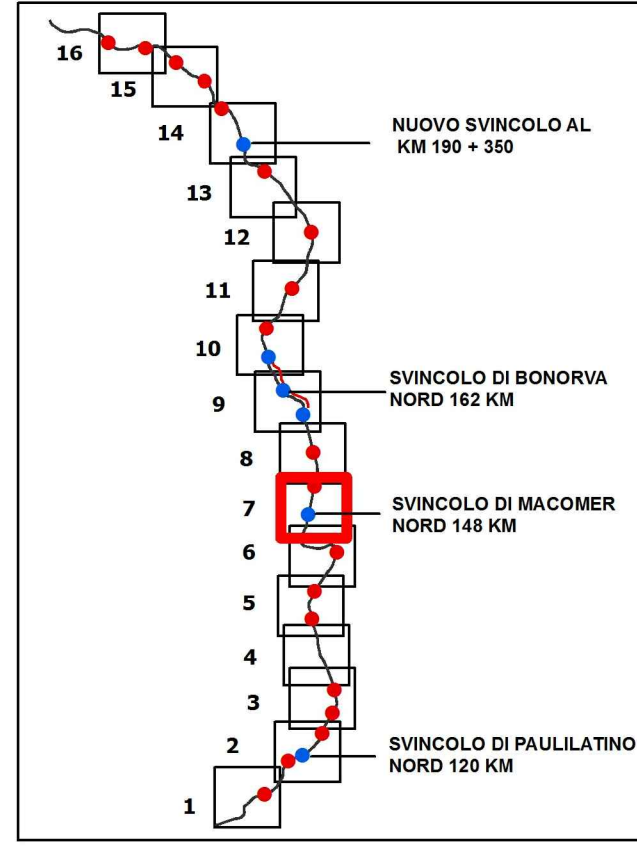 16
15
14
NUOVO SVINCOLO AL
KM 190 + 350
13
12
11
10
SVINCOLO DI BONORVA
NORD 162 KM
9
8
7
SVINCOLO DI MACOMER
NORD 148 KM
6
5
4
3
2
SVINCOLO DI PAULILATINO
NORD 120 KM
1